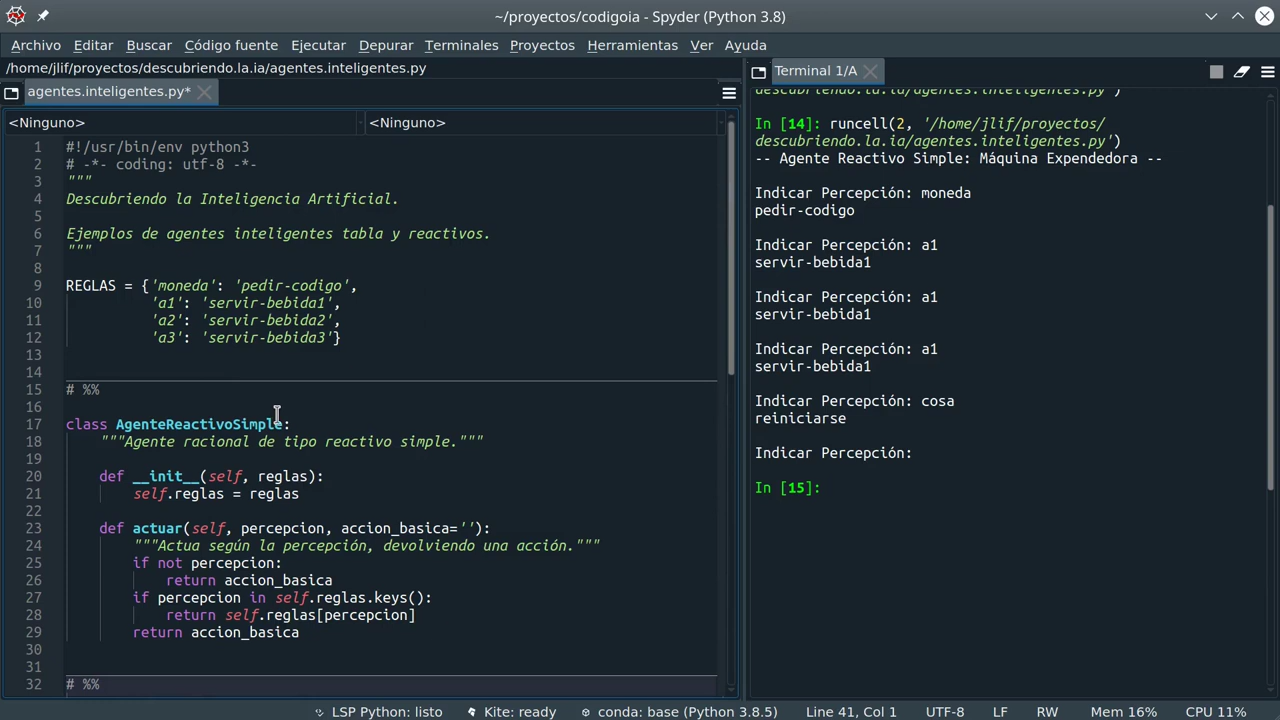 ~/proyectos/codigoia - Spyder (Python 3.8)
Archivo Editar Buscar Código fuente Ejecutar Depurar Terminales Proyectos Herramientas Ver Ayuda
/home/jlif/proyectos/descubriendo.la.ia/agentes.inteligentes.py
agentes.inteligentes.py*
<Ninguno> <Ninguno>
1 #!/usr/bin/env python3
2 # -*- coding: utf-8 -*-
3 """
4 Descubriendo la Inteligencia Artificial.
5
6 Ejemplos de agentes inteligentes tabla y reactivos.
7 """
8
9 REGLAS = {'moneda': 'pedir-codigo',
10 'a1': 'servir-bebida1',
11 'a2': 'servir-bebida2',
12 'a3': 'servir-bebida3'}
13
14
15 # %%
16
17 class AgenteReactivoSimple:
18 """Agente racional de tipo reactivo simple."""
19
20 def __init__(self, reglas):
21 self.reglas = reglas
22
23 def actuar(self, percepcion, accion_basica=''):
24 """Actua según la percepción, devolviendo una acción."""
25 if not percepcion:
26 return accion_basica
27 if percepcion in self.reglas.keys():
28 return self.reglas[percepcion]
29 return accion_basica
30
31
32 # %%
Terminal 1/A
descubriendo.la.ia/agentes.inteligentes.py')
In [14]: runcell(2, '/home/jlif/proyectos/
descubriendo.la.ia/agentes.inteligentes.py')
-- Agente Reactivo Simple: Máquina Expendedora --
Indicar Percepción: moneda
pedir-codigo
Indicar Percepción: a1
servir-bebida1
Indicar Percepción: a1
servir-bebida1
Indicar Percepción: a1
servir-bebida1
Indicar Percepción: cosa
reiniciarse
Indicar Percepción:
In [15]:
LSP Python: listo Kite: ready conda: base (Python 3.8.5) Line 41, Col 1 UTF-8 LF RW Mem 16% CPU 11%